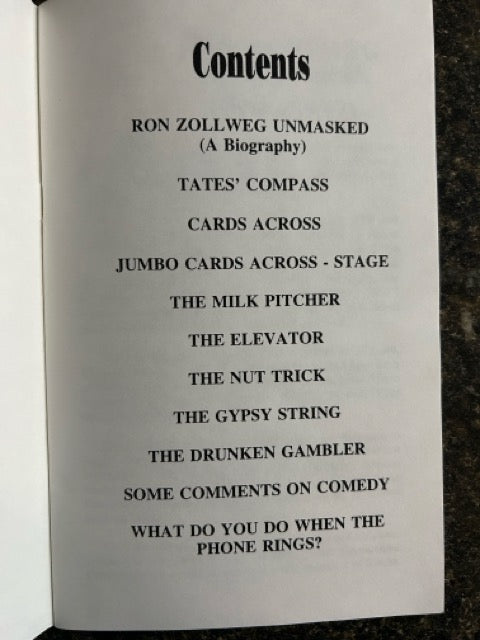 Contents
RON ZOLLWEG UNMASKED
(A Biography)
TATES' COMPASS
CARDS ACROSS
JUMBO CARDS ACROSS - STAGE
THE MILK PITCHER
THE ELEVATOR
THE NUT TRICK
THE GYPSY STRING
THE DRUNKEN GAMBLER
SOME COMMENTS ON COMEDY
WHAT DO YOU DO WHEN THE
PHONE RINGS?